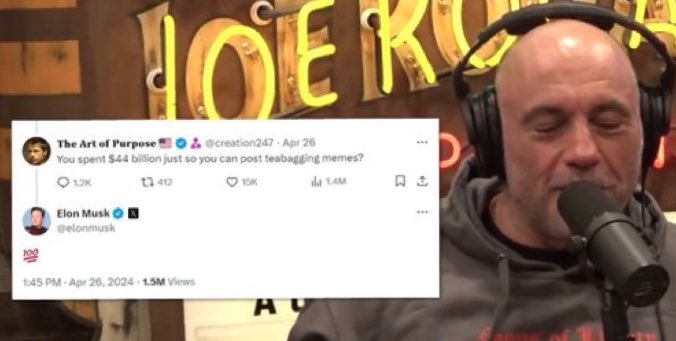 JOE RO
The Art of Purpose 🇺🇸 @creation247 · Apr 26
You spent $44 billion just so you can post teabagging memes?
1.2K 412 15K 1.4M
Elon Musk X
@elonmusk
💯
1:45 PM · Apr 26, 2024 · 1.5M Views